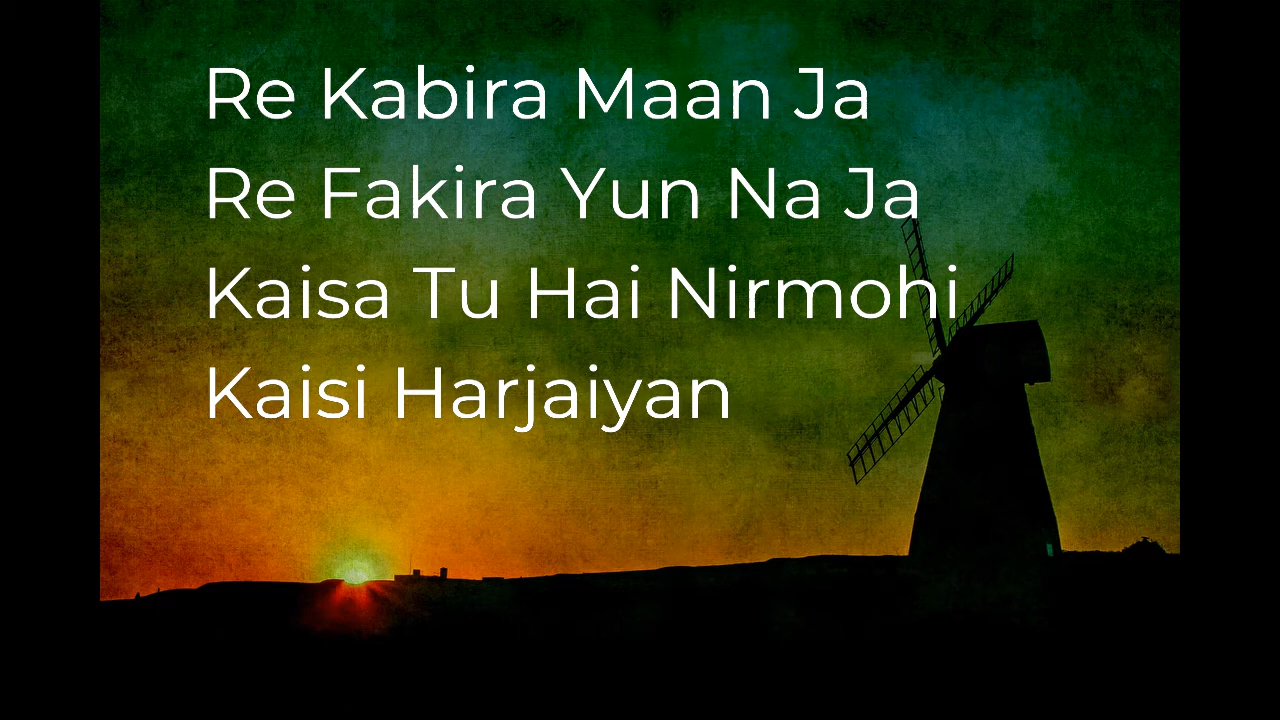 Re Kabira Maan Ja
Re Fakira Yun Na Ja
Kaisa Tu Hai Nirmohi
Kaisi Harjaiyan